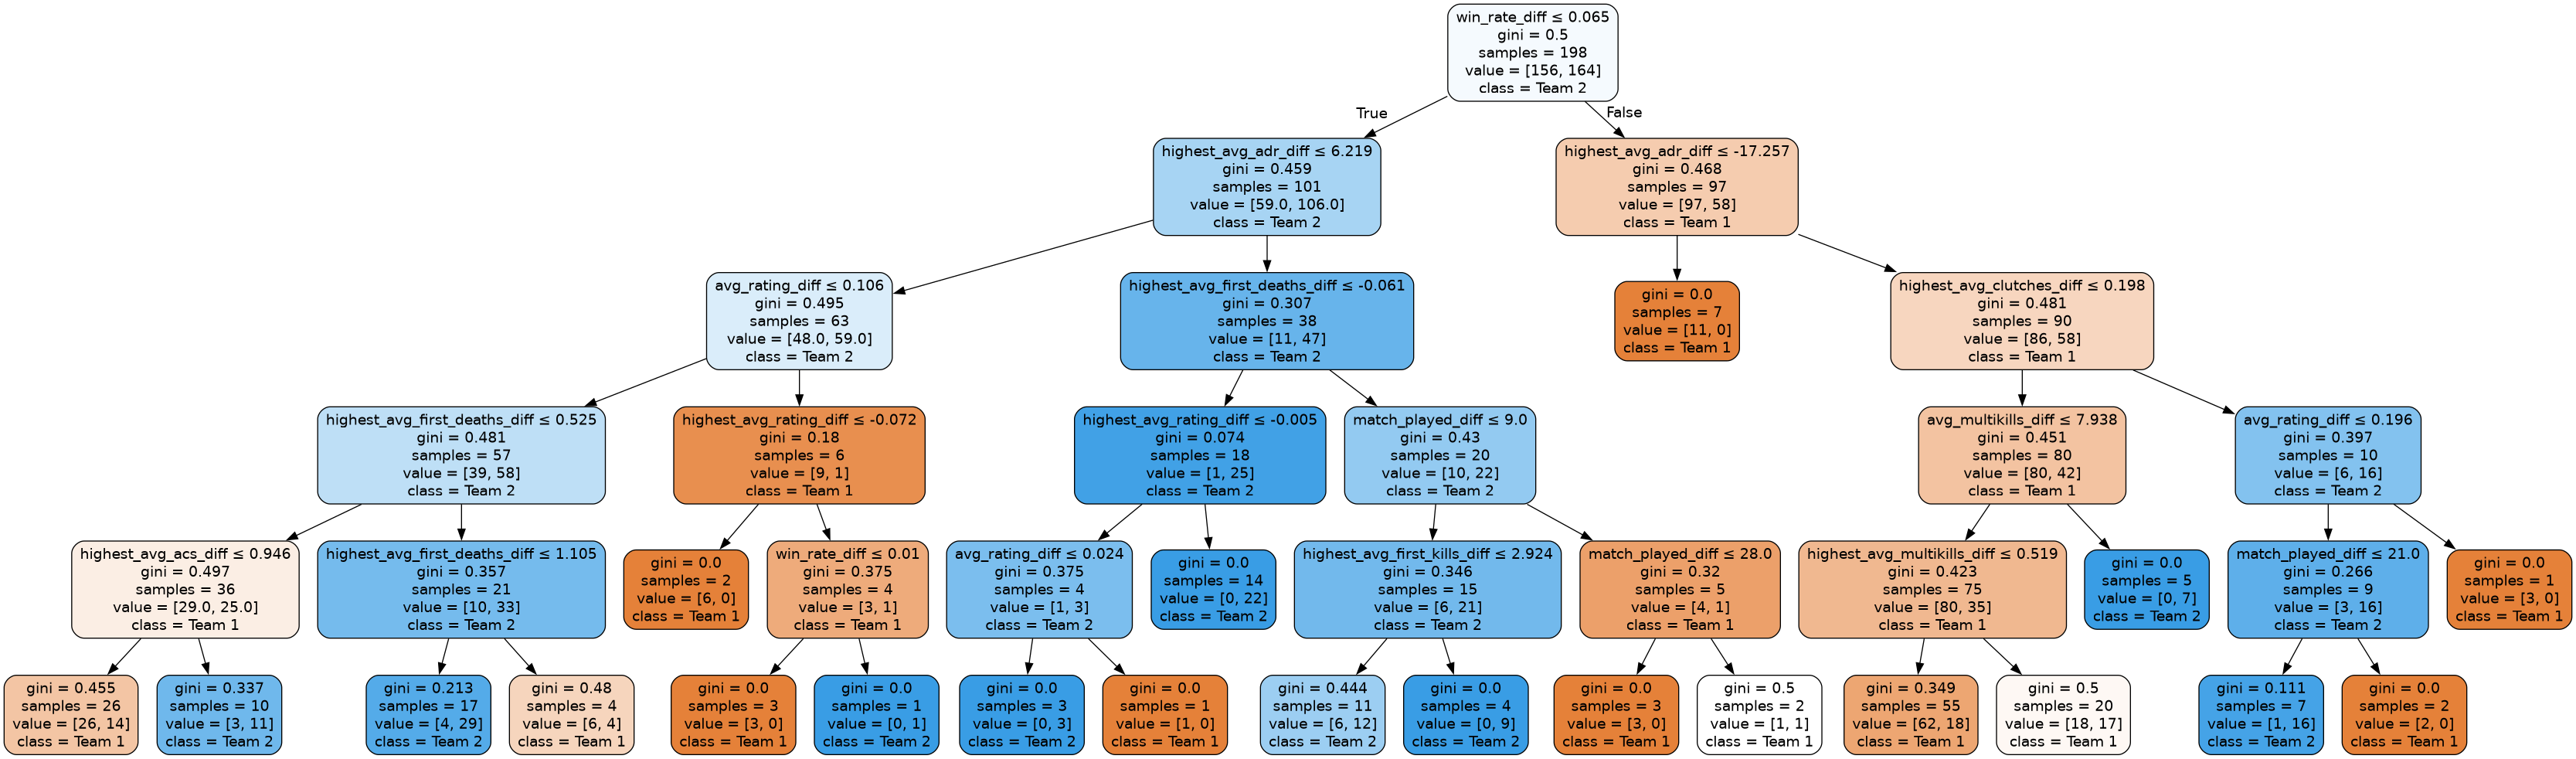 win_rate_diff ≤ 0.065
gini = 0.5
samples = 198
value = [156, 164]
class = Team 2
True
False
highest_avg_adr_diff ≤ 6.219
gini = 0.459
samples = 101
value = [59.0, 106.0]
class = Team 2
highest_avg_adr_diff ≤ -17.257
gini = 0.468
samples = 97
value = [97, 58]
class = Team 1
avg_rating_diff ≤ 0.106
gini = 0.495
samples = 63
value = [48.0, 59.0]
class = Team 2
highest_avg_first_deaths_diff ≤ -0.061
gini = 0.307
samples = 38
value = [11, 47]
class = Team 2
gini = 0.0
samples = 7
value = [11, 0]
class = Team 1
highest_avg_clutches_diff ≤ 0.198
gini = 0.481
samples = 90
value = [86, 58]
class = Team 1
highest_avg_first_deaths_diff ≤ 0.525
gini = 0.481
samples = 57
value = [39, 58]
class = Team 2
highest_avg_rating_diff ≤ -0.072
gini = 0.18
samples = 6
value = [9, 1]
class = Team 1
highest_avg_rating_diff ≤ -0.005
gini = 0.074
samples = 18
value = [1, 25]
class = Team 2
match_played_diff ≤ 9.0
gini = 0.43
samples = 20
value = [10, 22]
class = Team 2
avg_multikills_diff ≤ 7.938
gini = 0.451
samples = 80
value = [80, 42]
class = Team 1
avg_rating_diff ≤ 0.196
gini = 0.397
samples = 10
value = [6, 16]
class = Team 2
highest_avg_acs_diff ≤ 0.946
gini = 0.497
samples = 36
value = [29.0, 25.0]
class = Team 1
highest_avg_first_deaths_diff ≤ 1.105
gini = 0.357
samples = 21
value = [10, 33]
class = Team 2
gini = 0.0
samples = 2
value = [6, 0]
class = Team 1
win_rate_diff ≤ 0.01
gini = 0.375
samples = 4
value = [3, 1]
class = Team 1
avg_rating_diff ≤ 0.024
gini = 0.375
samples = 4
value = [1, 3]
class = Team 2
gini = 0.0
samples = 14
value = [0, 22]
class = Team 2
highest_avg_first_kills_diff ≤ 2.924
gini = 0.346
samples = 15
value = [6, 21]
class = Team 2
match_played_diff ≤ 28.0
gini = 0.32
samples = 5
value = [4, 1]
class = Team 1
highest_avg_multikills_diff ≤ 0.519
gini = 0.423
samples = 75
value = [80, 35]
class = Team 1
gini = 0.0
samples = 5
value = [0, 7]
class = Team 2
match_played_diff ≤ 21.0
gini = 0.266
samples = 9
value = [3, 16]
class = Team 2
gini = 0.0
samples = 1
value = [3, 0]
class = Team 1
gini = 0.455
samples = 26
value = [26, 14]
class = Team 1
gini = 0.337
samples = 10
value = [3, 11]
class = Team 2
gini = 0.213
samples = 17
value = [4, 29]
class = Team 2
gini = 0.48
samples = 4
value = [6, 4]
class = Team 1
gini = 0.0
samples = 3
value = [3, 0]
class = Team 1
gini = 0.0
samples = 1
value = [0, 1]
class = Team 2
gini = 0.0
samples = 3
value = [0, 3]
class = Team 2
gini = 0.0
samples = 1
value = [1, 0]
class = Team 1
gini = 0.444
samples = 11
value = [6, 12]
class = Team 2
gini = 0.0
samples = 4
value = [0, 9]
class = Team 2
gini = 0.0
samples = 3
value = [3, 0]
class = Team 1
gini = 0.5
samples = 2
value = [1, 1]
class = Team 1
gini = 0.349
samples = 55
value = [62, 18]
class = Team 1
gini = 0.5
samples = 20
value = [18, 17]
class = Team 1
gini = 0.111
samples = 7
value = [1, 16]
class = Team 2
gini = 0.0
samples = 2
value = [2, 0]
class = Team 1